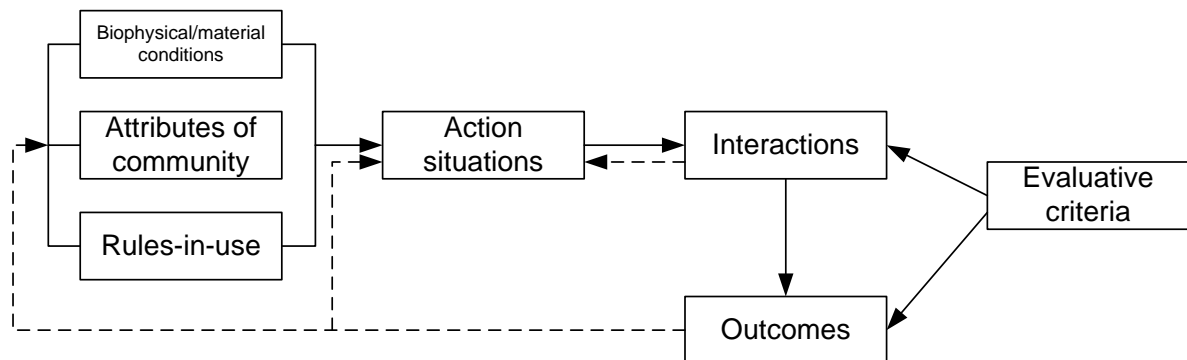 Biophysical/material
conditions
Attributes of
community
Rules-in-use
Action
situations
Interactions
Outcomes
Evaluative
criteria